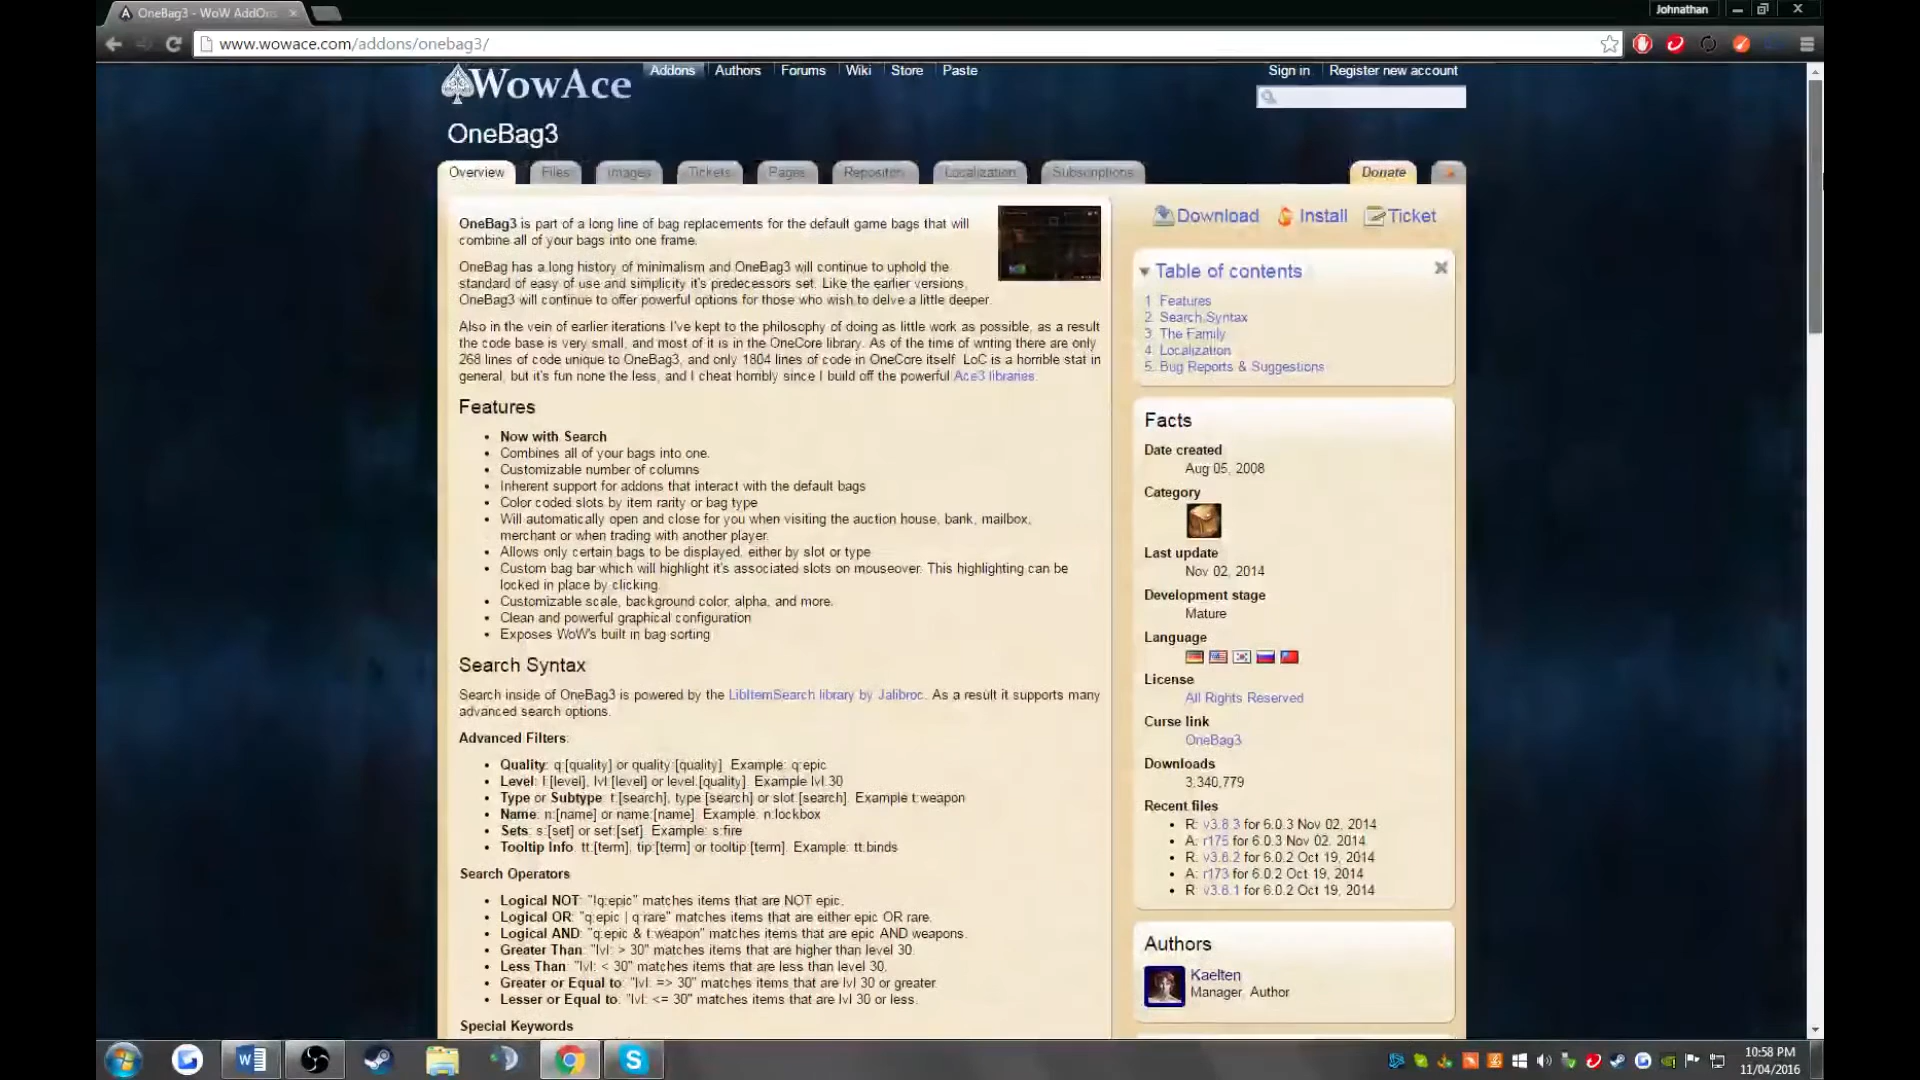 OneBag3 - WoW AddOns
Johnathan
www.wowace.com/addons/onebag3/
WowAce
Addons
Authors
Forums
Wiki
Store
Paste
Sign in
Register new account
OneBag3
Overview
Files
Images
Tickets
Pages
Repository
Localization
Subscriptions
Donate
OneBag3 is part of a long line of bag replacements for the default game bags that will
combine all of your bags into one frame.
OneBag has a long history of minimalism and OneBag3 will continue to uphold the
standard of easy of use and simplicity it's predecessors set. Like the earlier versions,
OneBag3 will continue to offer powerful options for those who wish to delve a little deeper.
Also in the vein of earlier iterations I've kept to the philosophy of doing as little work as possible, as a result
the code base is very small, and most of it is in the OneCore library. As of the time of writing there are only
268 lines of code unique to OneBag3, and only 1804 lines of code in OneCore itself. LoC is a horrible stat in
general, but it's fun none the less, and I cheat horribly since I build off the powerful Ace3 libraries.
Features
• Now with Search
• Combines all of your bags into one.
• Customizable number of columns
• Inherent support for addons that interact with the default bags
• Color coded slots by item rarity or bag type
• Will automatically open and close for you when visiting the auction house, bank, mailbox,
merchant or when trading with another player.
• Allows only certain bags to be displayed, either by slot or type
• Custom bag bar which will highlight it's associated slots on mouseover. This highlighting can be
locked in place by clicking.
• Customizable scale, background color, alpha, and more.
• Clean and powerful graphical configuration
• Exposes WoW's built in bag sorting
Search Syntax
Search inside of OneBag3 is powered by the LibItemSearch library by Jaliborc. As a result it supports many
advanced search options.
Advanced Filters:
• Quality: q:[quality] or quality:[quality]. Example: q:epic
• Level: l:[level], lvl:[level] or level:[quality]. Example lvl:30
• Type or Subtype: t:[search], type:[search] or slot:[search]. Example t:weapon
• Name: n:[name] or name:[name]. Example: n:lockbox
• Sets: s:[set] or set:[set]. Example: s:fire
• Tooltip Info: tt:[term], tip:[term] or tooltip:[term]. Example: tt:binds
Search Operators
• Logical NOT: "!q:epic" matches items that are NOT epic.
• Logical OR: "q:epic | q:rare" matches items that are either epic OR rare.
• Logical AND: "q:epic & t:weapon" matches items that are epic AND weapons.
• Greater Than: "lvl: > 30" matches items that are higher than level 30.
• Less Than: "lvl: < 30" matches items that are less than level 30.
• Greater or Equal to: "lvl: => 30" matches items that are lvl 30 or greater
• Lesser or Equal to: "lvl: <= 30" matches items that are lvl 30 or less.
Special Keywords
Download
Install
Ticket
Table of contents
1. Features
2. Search Syntax
3. The Family
4. Localization
5. Bug Reports & Suggestions
Facts
Date created
Aug 05, 2008
Category
Last update
Nov 02, 2014
Development stage
Mature
Language
License
All Rights Reserved
Curse link
OneBag3
Downloads
3,340,779
Recent files
• R: v3.8.3 for 6.0.3 Nov 02, 2014
• A: r175 for 6.0.3 Nov 02, 2014
• R: v3.8.2 for 6.0.2 Oct 19, 2014
• A: r173 for 6.0.2 Oct 19, 2014
• R: v3.8.1 for 6.0.2 Oct 19, 2014
Authors
Kaelten
Manager, Author
10:58 PM
11/04/2016